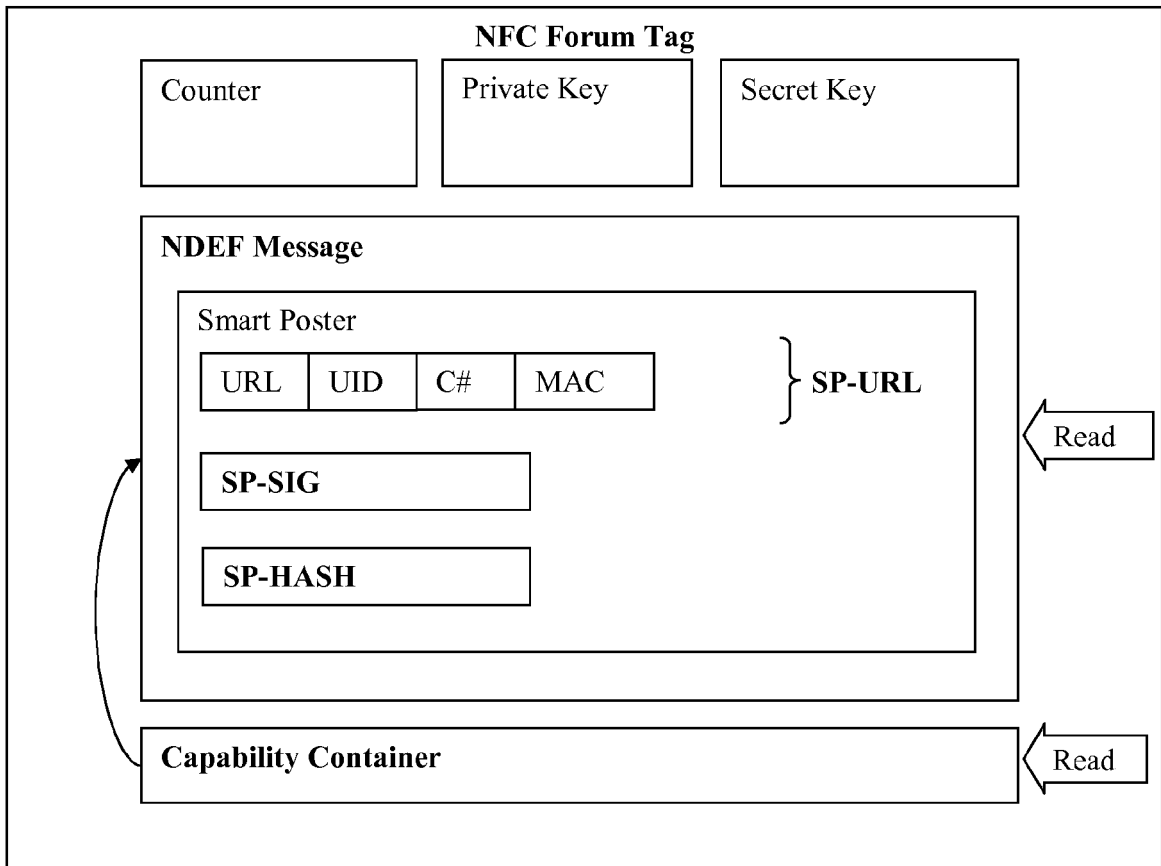 NFC Forum Tag
Counter
Private Key
Secret Key
NDEF Message
Smart Poster
URL UID C# MAC
SP-URL
Read
SP-SIG
SP-HASH
Capability Container
Read